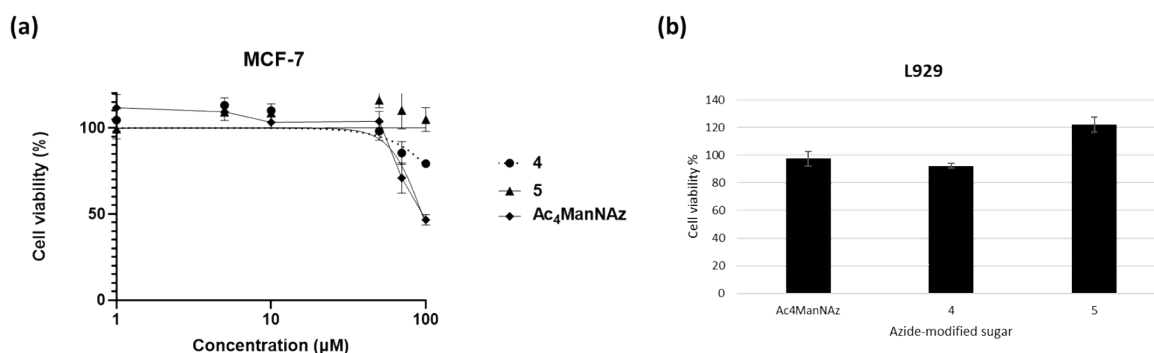 (a)
MCF-7
Cell viability (%)
100
50
0
1
10
100
Concentration (µM)
4
5
Ac₄ManNAz
(b)
L929
Cell viability %
140
120
100
80
60
40
20
0
Ac4ManNAz
4
5
Azide-modified sugar